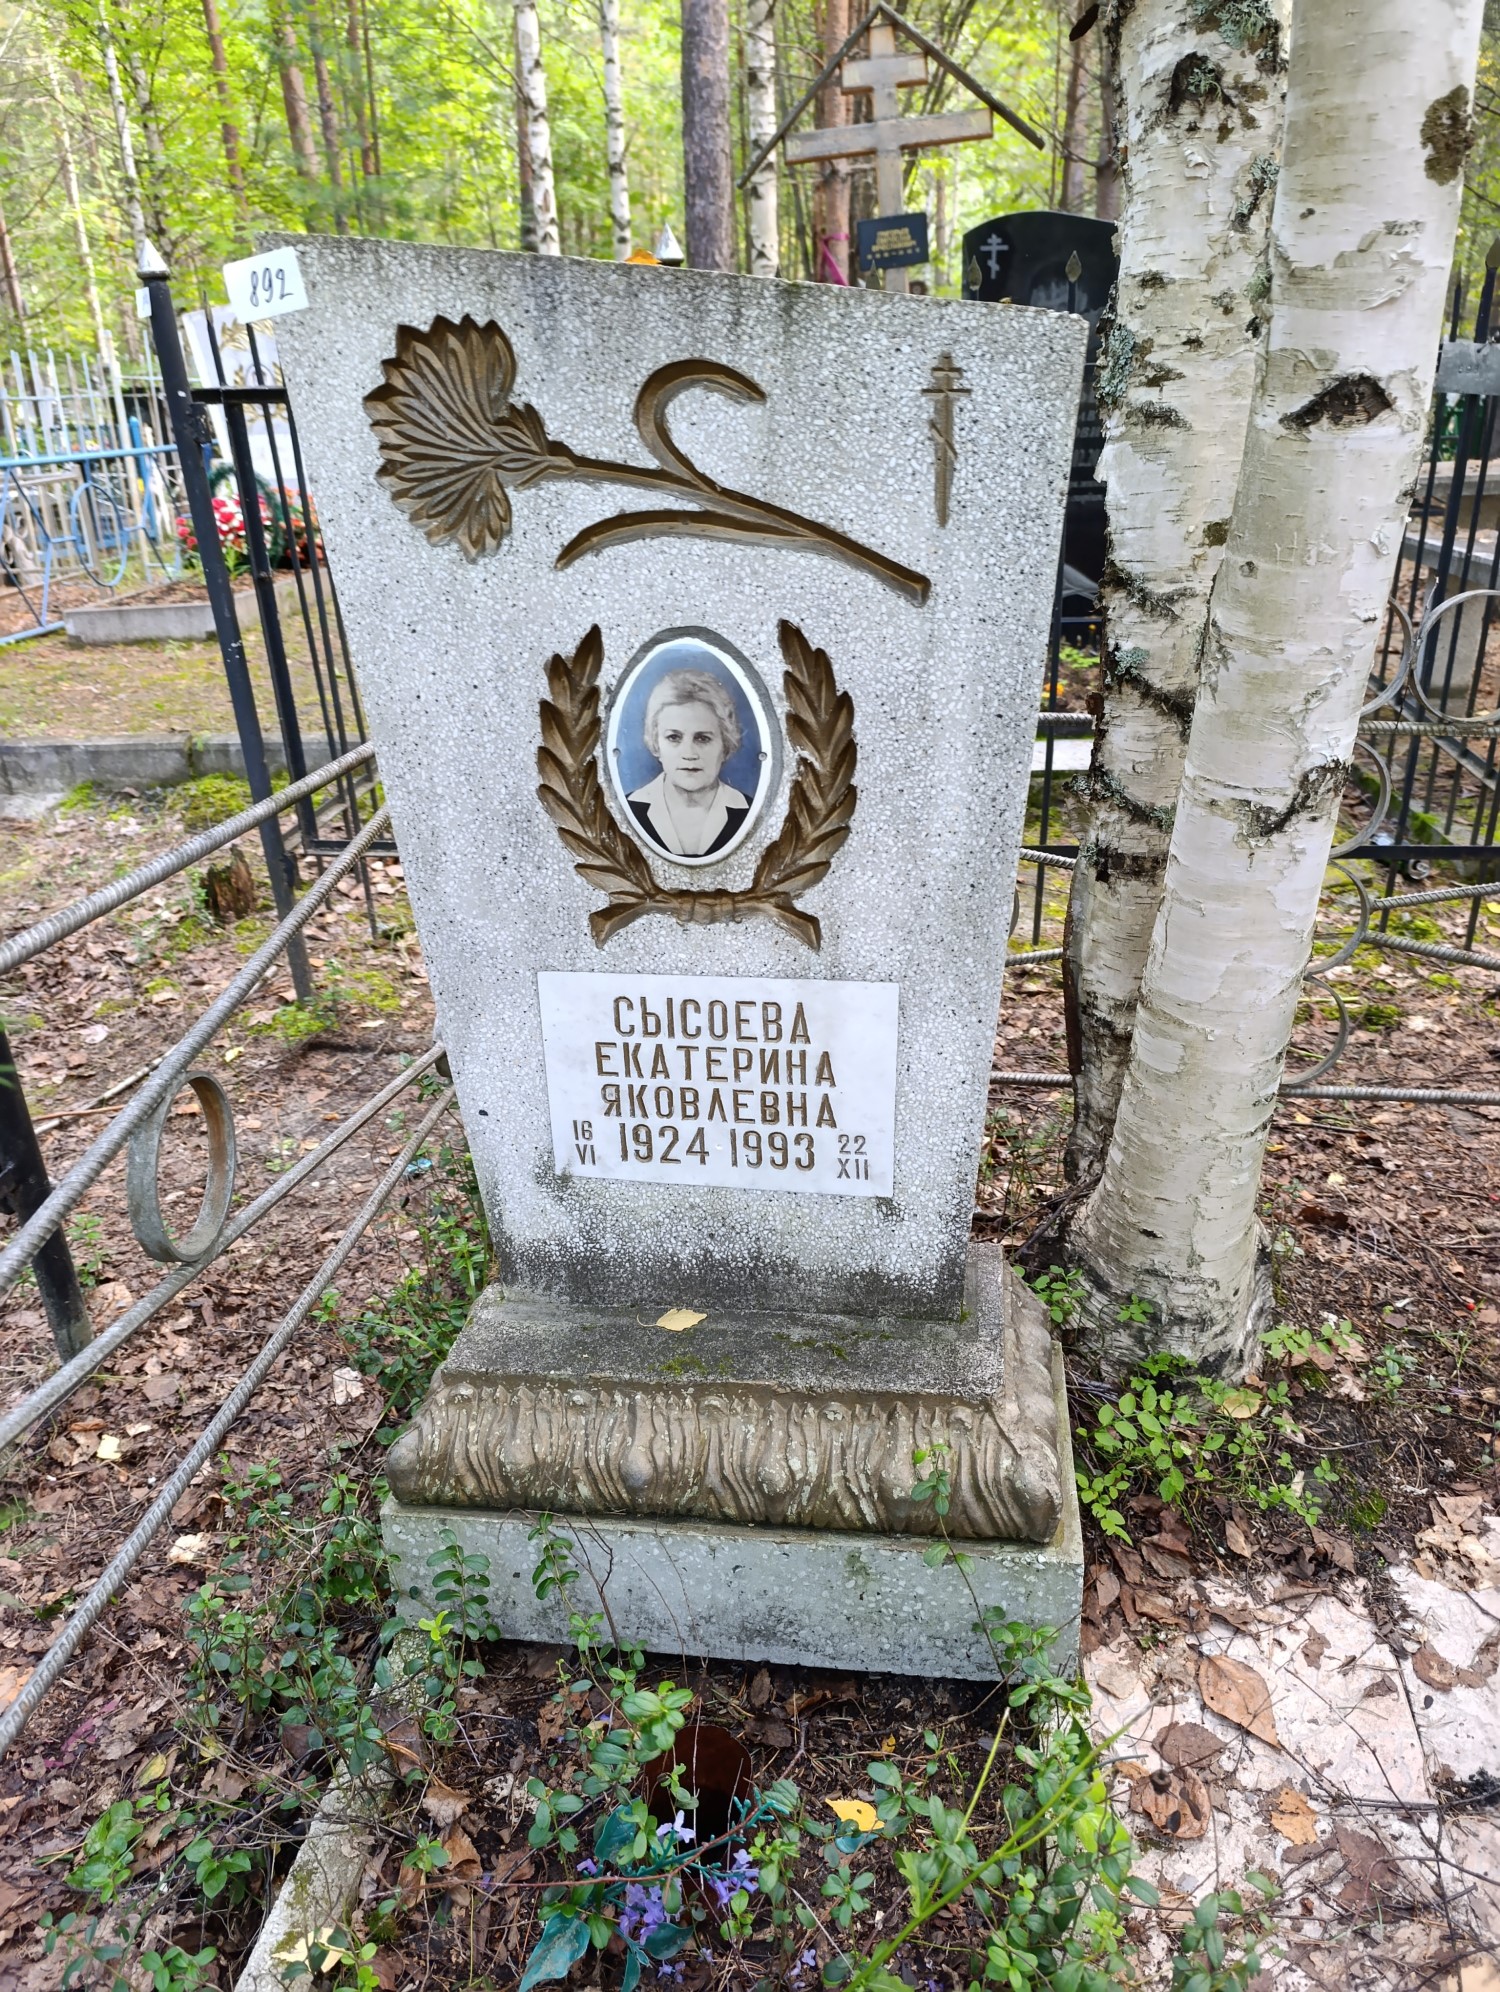 892
СЫСОЕВА
ЕКАТЕРИНА
ЯКОВЛЕВНА
16 VI 1924 1993 22 XII